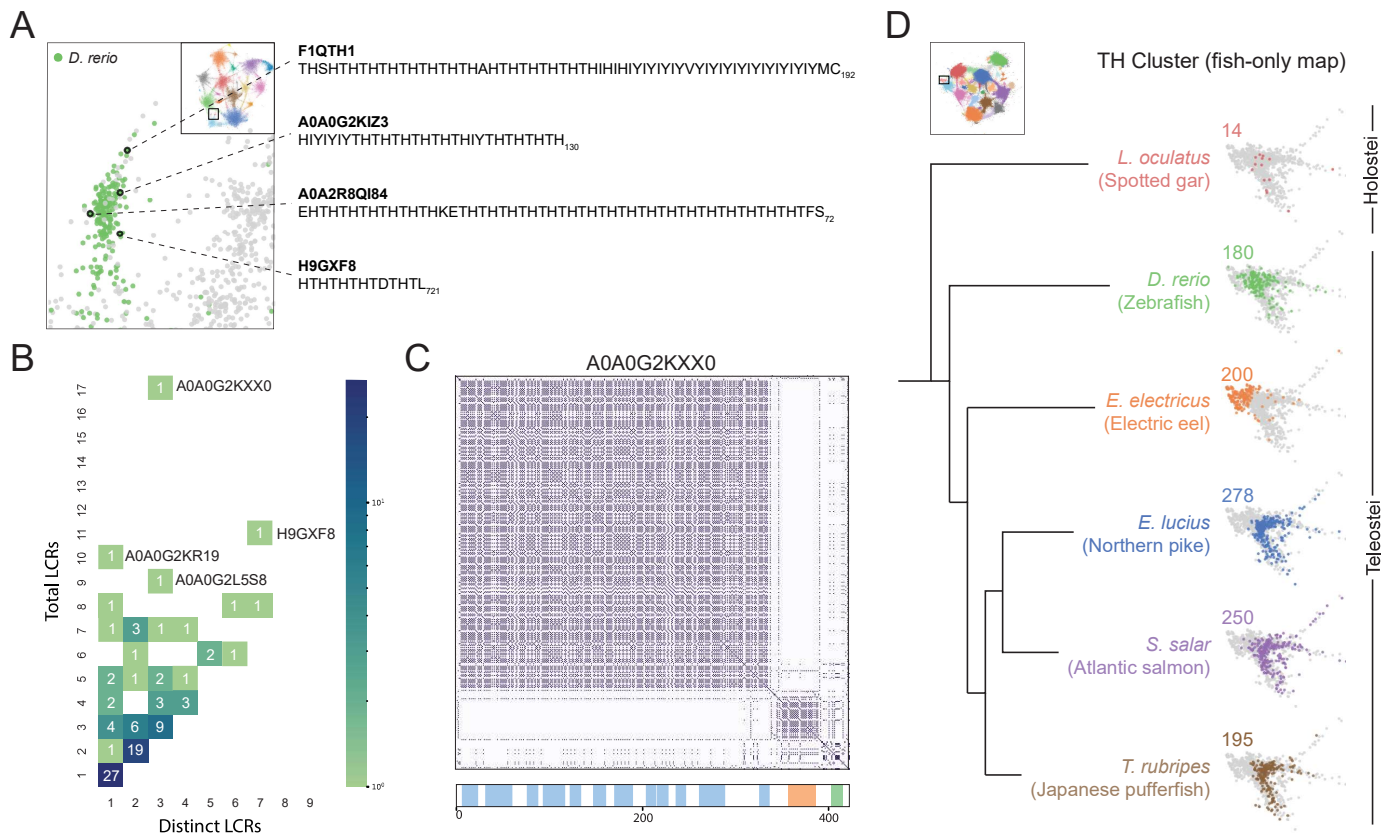 A
D. rerio
F1QTH1
THSHTHTHTHTHTHTHTHAHTHTHTHTHTHTHIHIHIYIYIYIYVYIYIYIYIYIYIYIYIYMC192
A0A0G2KIZ3
HIYIYIYTHTHTHTHTHTHIYTHTHTHTH130
A0A2R8QI84
EHTHTHTHTHTHTHKETHTHTHTHTHTHTHTHTHTHTHTHTHTHTHTHTHTFS72
H9GXF8
HTHTHTHTDTHTL721
B
Total LCRs
17
16
15
14
13
12
11
10
9
8
7
6
5
4
3
2
1
1 A0A0G2KXX0
1 H9GXF8
1 A0A0G2KR19
1 A0A0G2L5S8
1 1 1
1 3 1 1
1 2 1
2 1 2 1
2 3 3
4 6 9
1 19
27
1 2 3 4 5 6 7 8 9
Distinct LCRs
10¹
10⁰
C
A0A0G2KXX0
0 200 400
D
TH Cluster (fish-only map)
14
L. oculatus
(Spotted gar)
Holostei
180
D. rerio
(Zebrafish)
200
E. electricus
(Electric eel)
278
E. lucius
(Northern pike)
250
S. salar
(Atlantic salmon)
195
T. rubripes
(Japanese pufferfish)
Teleostei